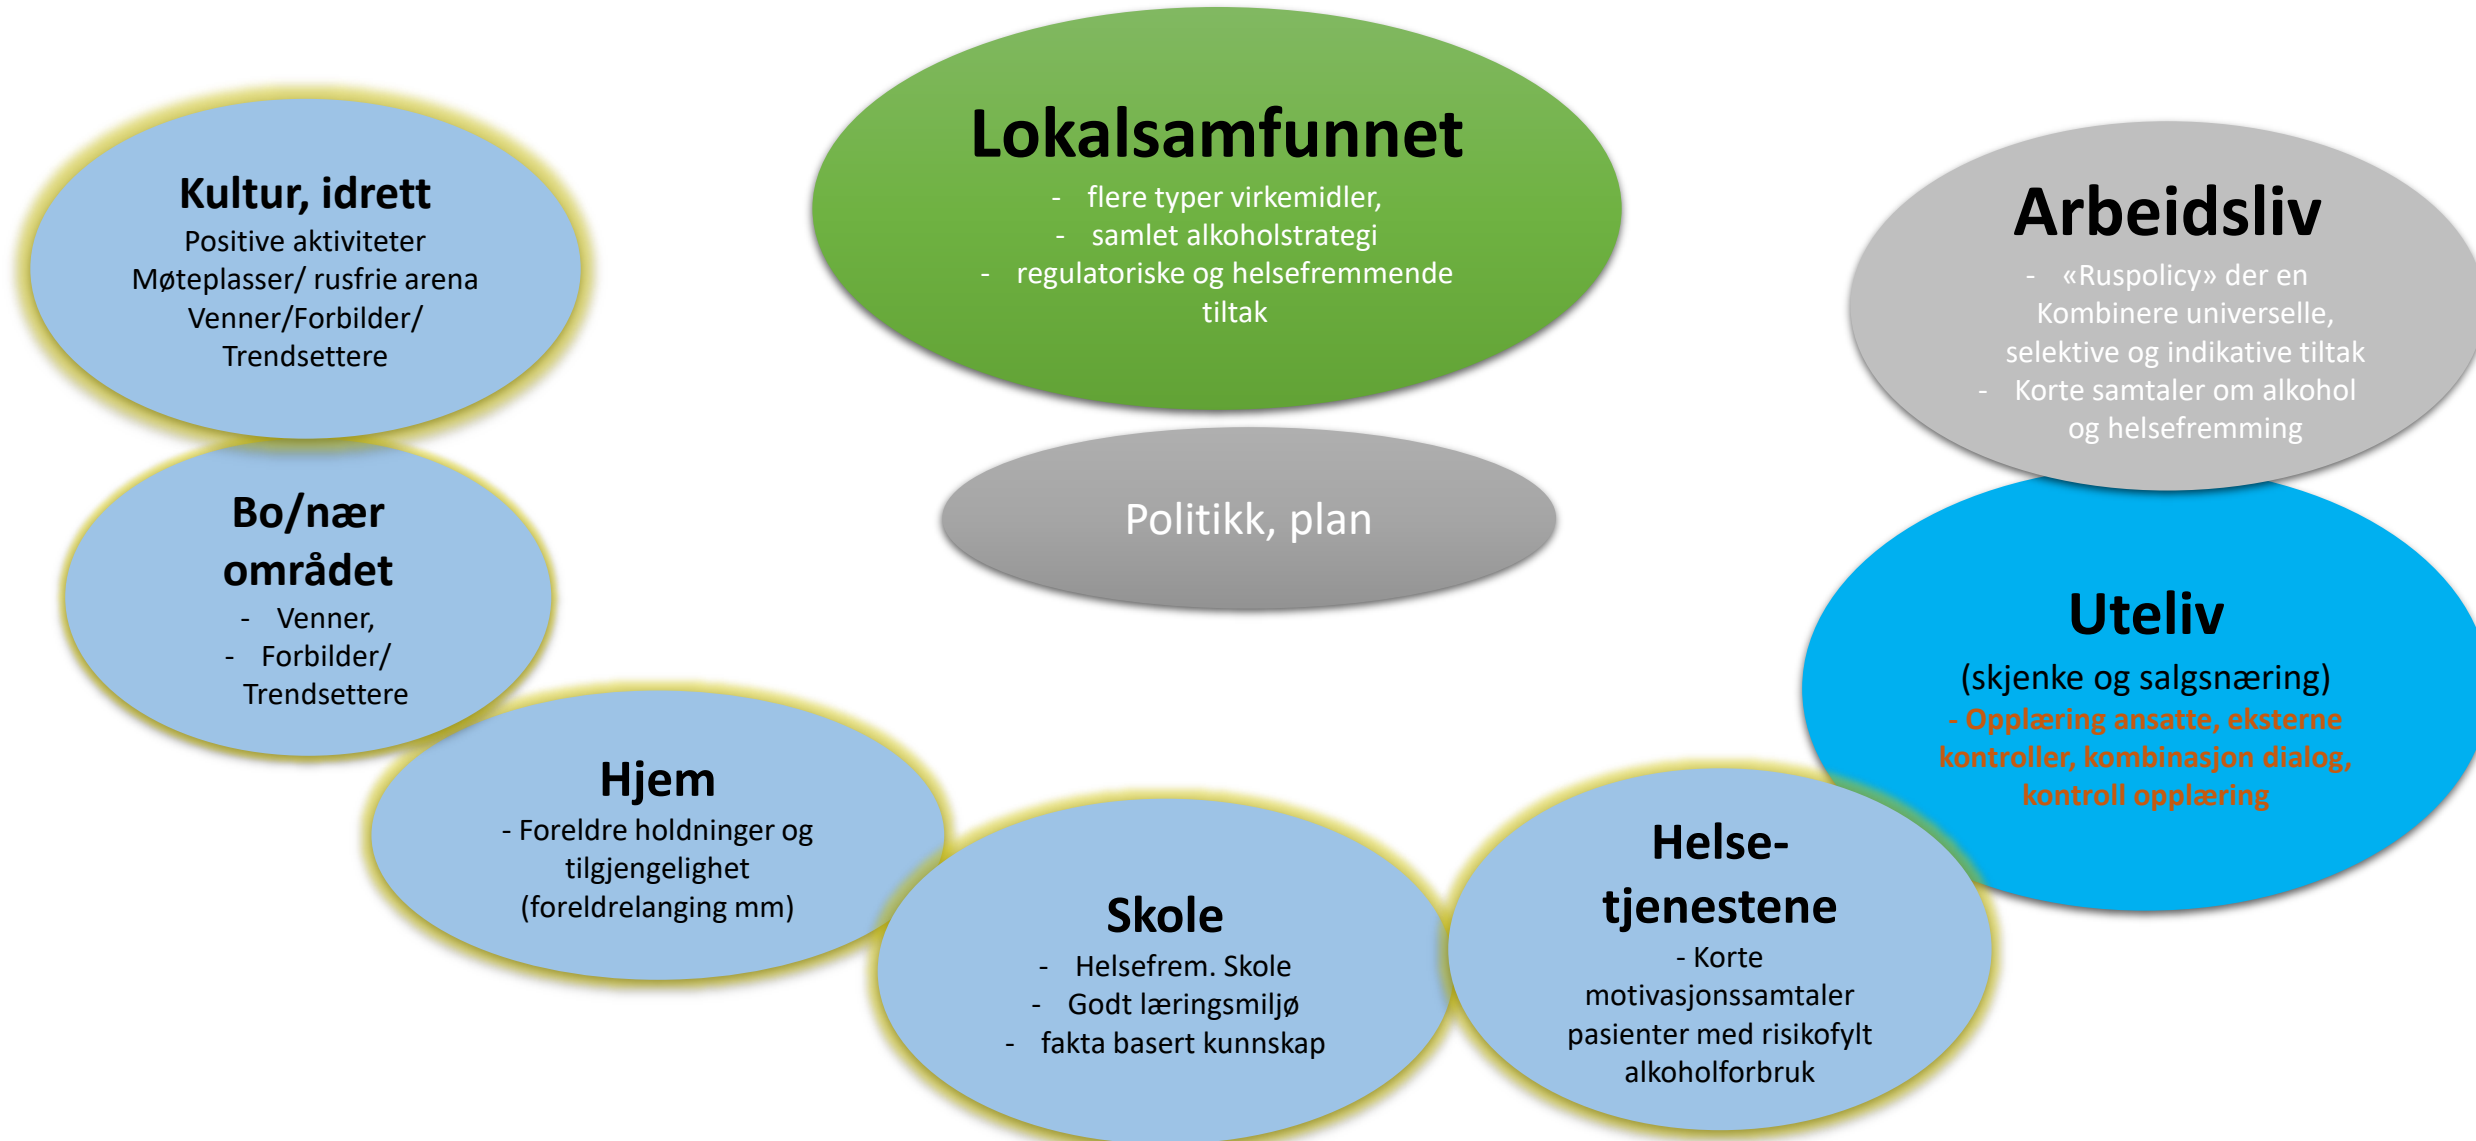 Lokalsamfunnet
- flere typer virkemidler,
- samlet alkoholstrategi
- regulatoriske og helsefremmende
tiltak
Kultur, idrett
Positive aktiviteter
Møteplasser/ rusfrie arena
Venner/Forbilder/
Trendsettere
Arbeidsliv
- «Ruspolicy» der en
Kombinere universelle,
selektive og indikative tiltak
- Korte samtaler om alkohol
og helsefremming
Politikk, plan
Bo/nær
området
- Venner,
- Forbilder/
Trendsettere
Uteliv
(skjenke og salgsnæring)
- Opplæring ansatte, eksterne
kontroller, kombinasjon dialog,
kontroll opplæring
Hjem
- Foreldre holdninger og
tilgjengelighet
(foreldrelanging mm)
Skole
- Helsefrem. Skole
- Godt læringsmiljø
- fakta basert kunnskap
Helse-
tjenestene
- Korte
motivasjonssamtaler
pasienter med risikofylt
alkoholforbruk